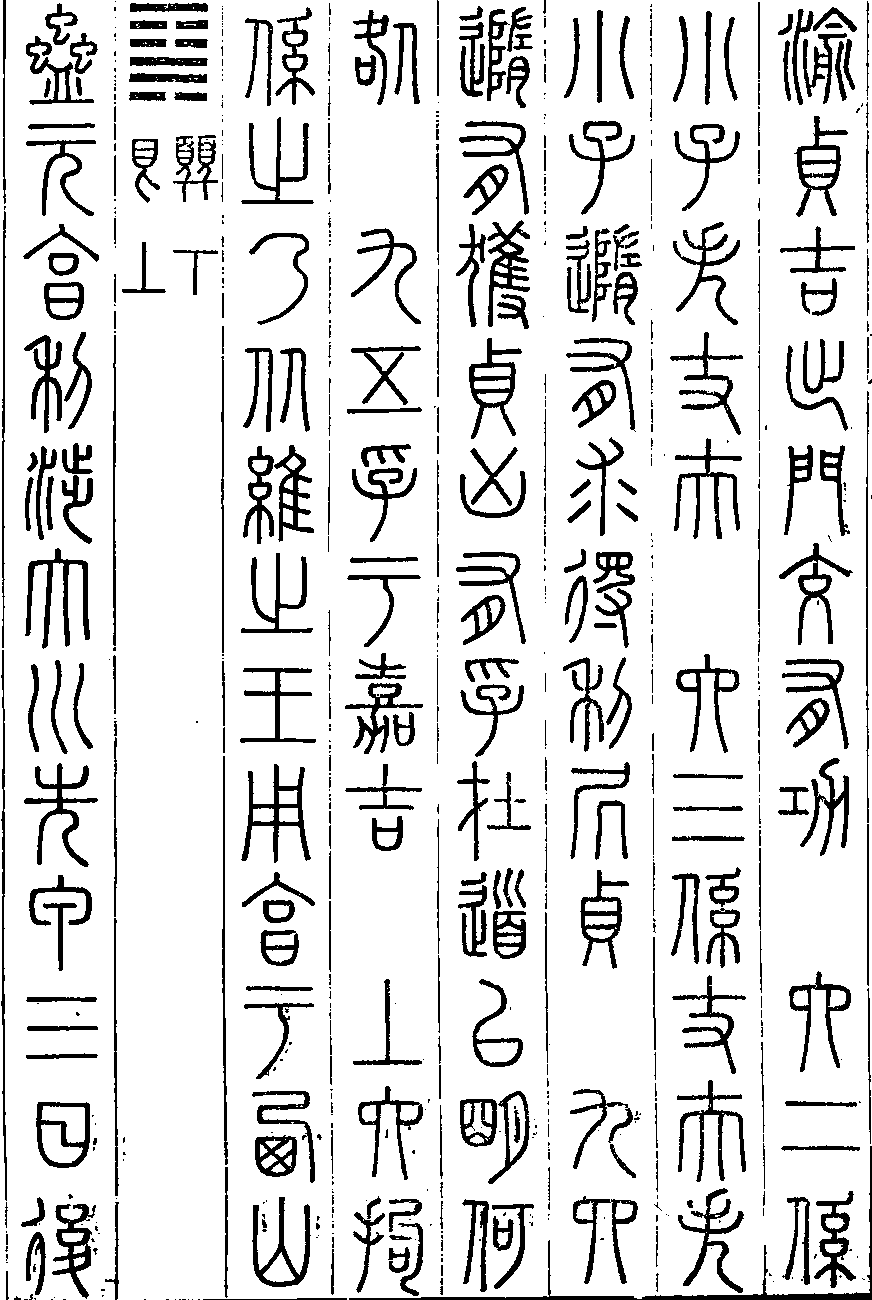 渝貞吉出門交有功　六二係
小子失丈夫　六三係丈夫失
小子隨有求得利居貞　九四
隨有獲貞凶有孚在道以明何
咎　九五孚于嘉吉　上六拘
係之乃从維之王用亨于西山
䷑巽下艮上
蠱元亨利涉大川先甲三日後